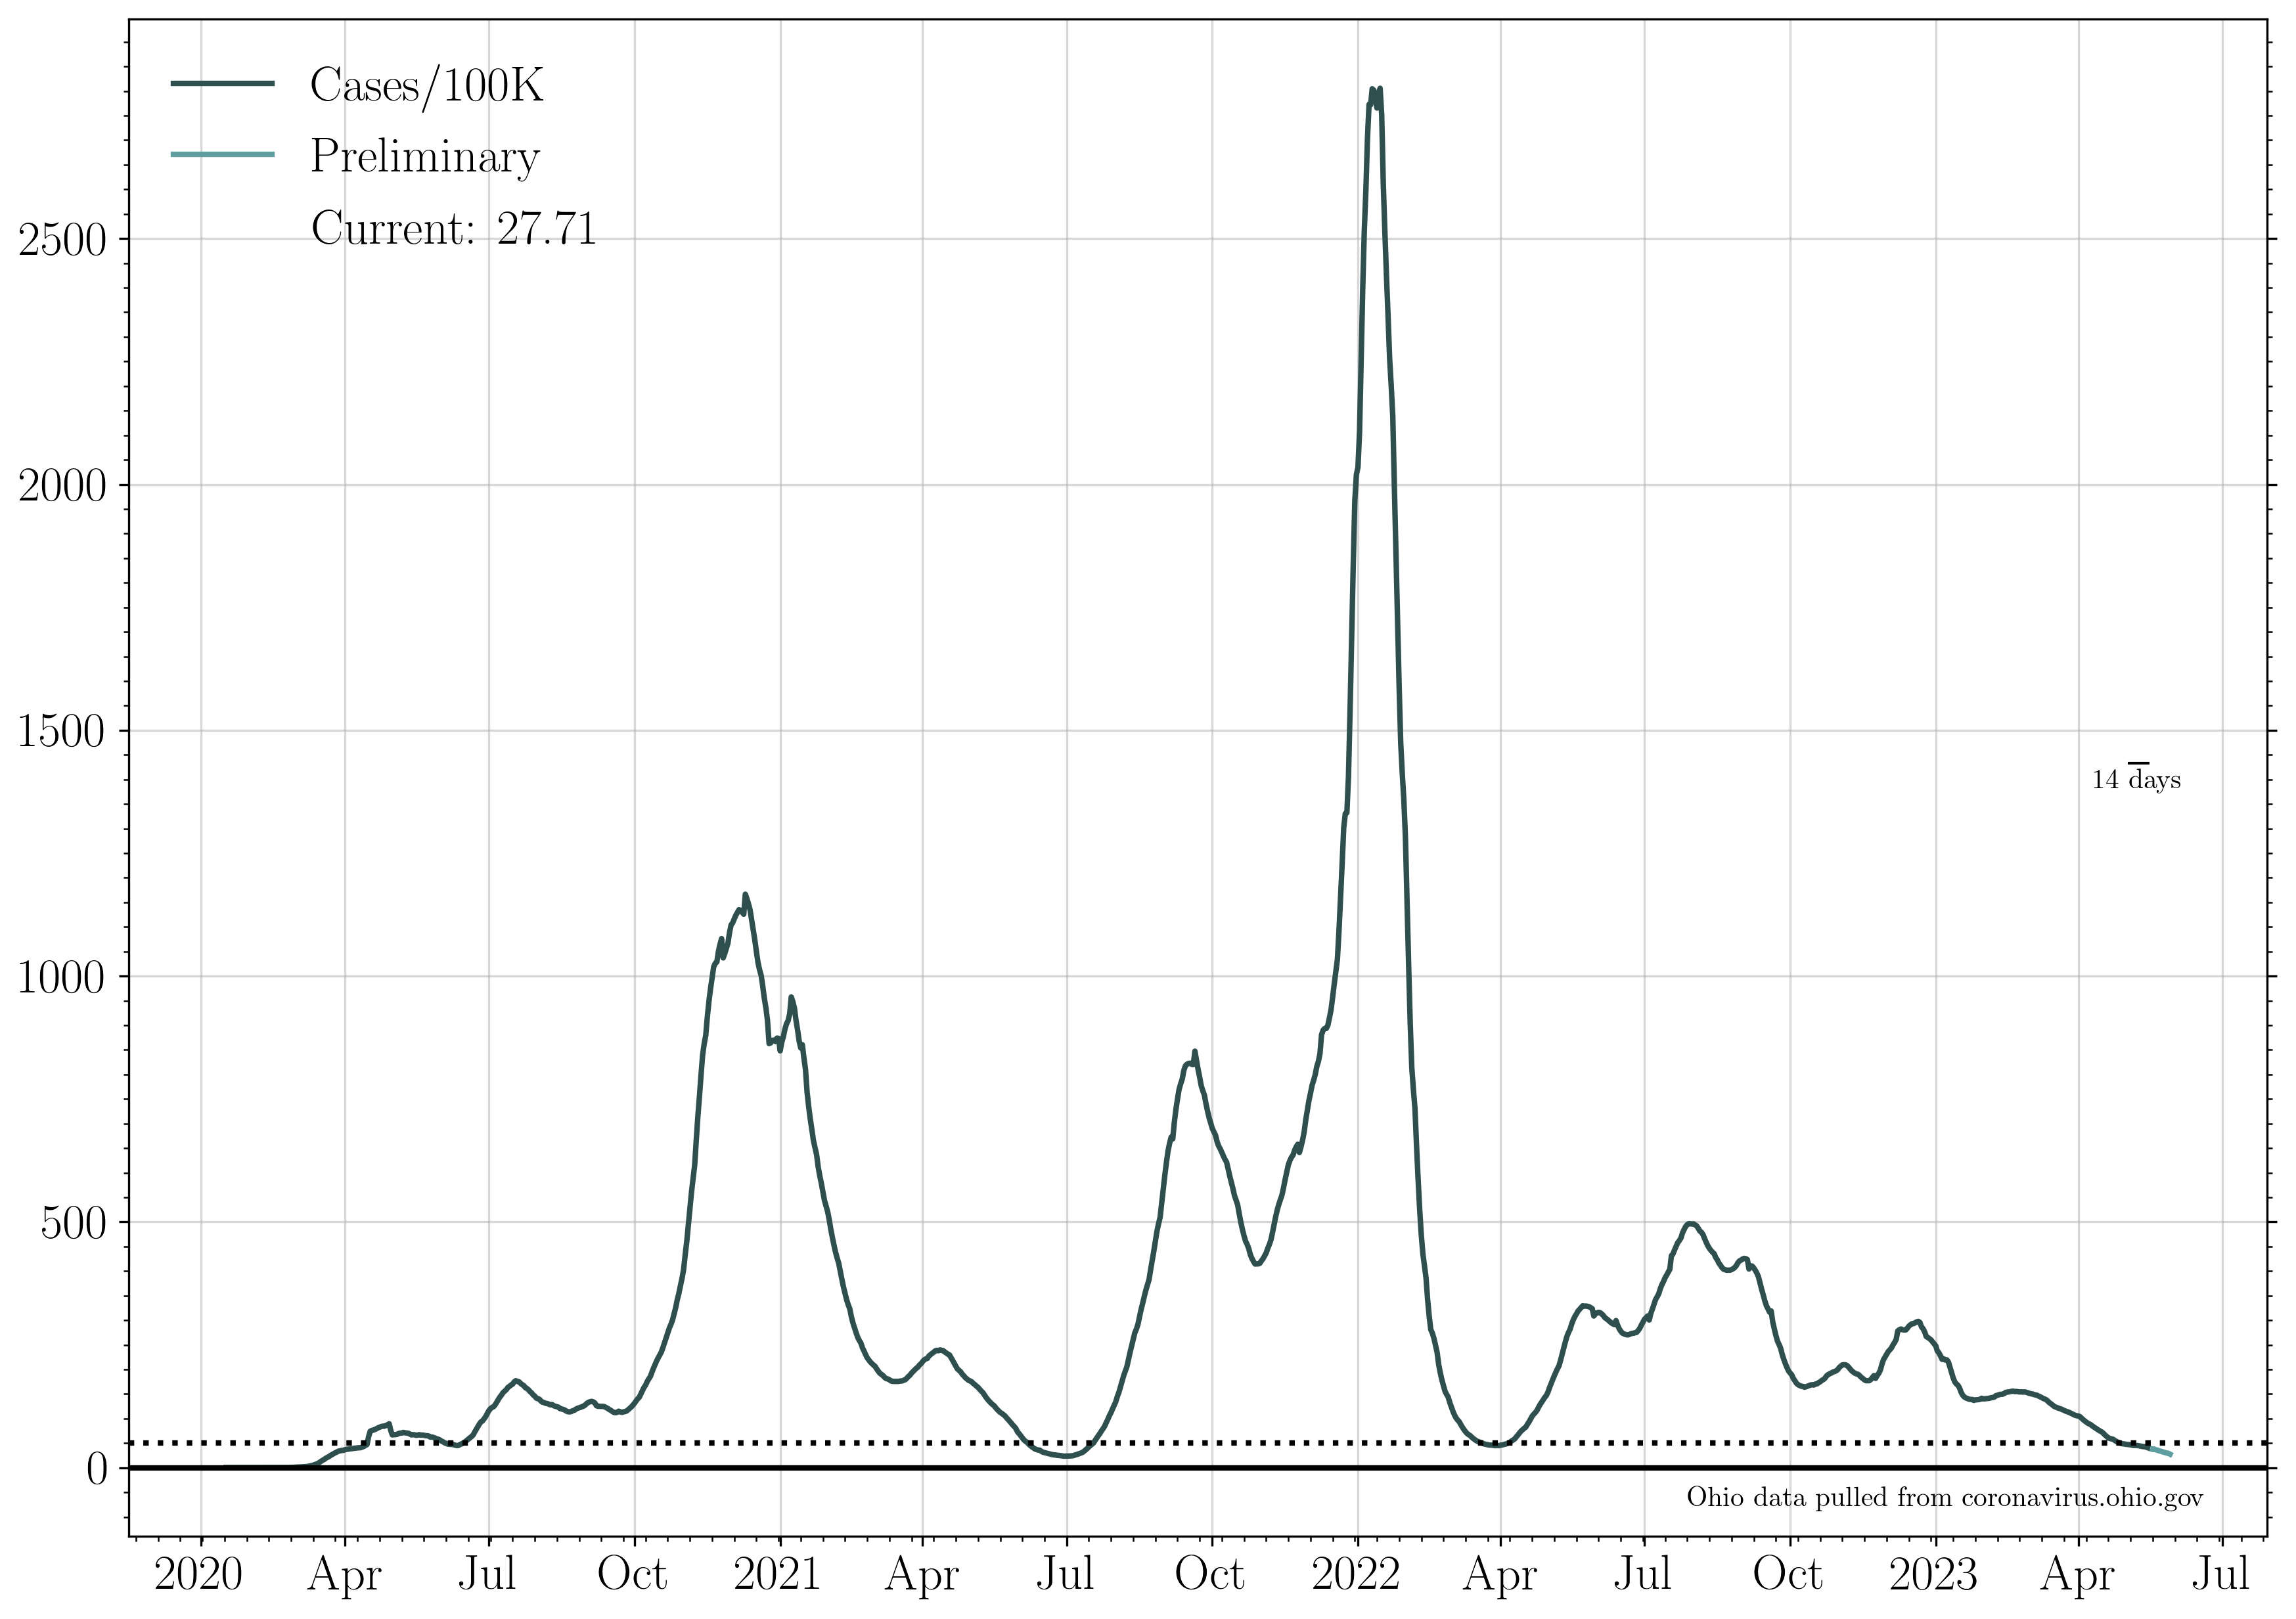 Cases/100K
Preliminary
Current: 27.71
2500
2000
1500
1000
500
0
14 days
Ohio data pulled from coronavirus.ohio.gov
2020 Apr Jul Oct 2021 Apr Jul Oct 2022 Apr Jul Oct 2023 Apr Jul